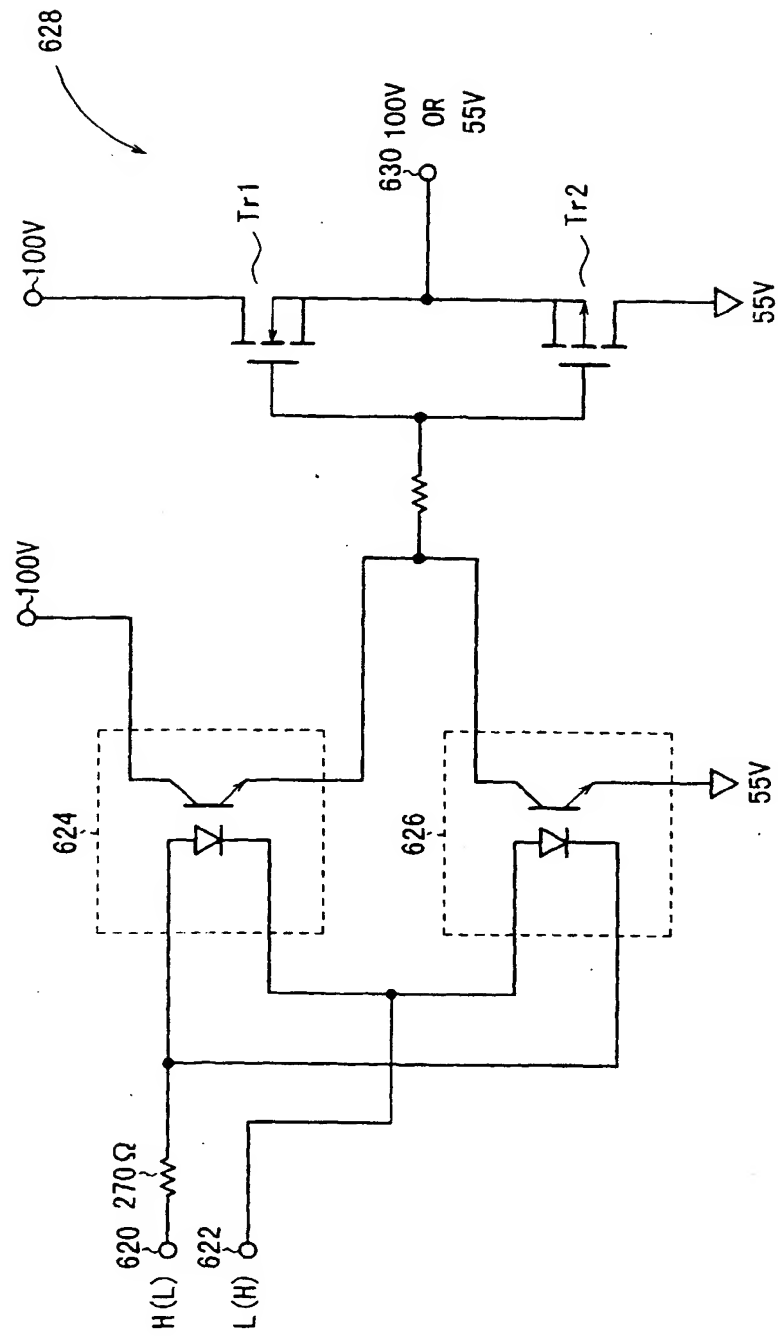 628
100V
100V
Tr1
630
100V
OR
55V
Tr2
55V
624
626
55V
620
270Ω
H(L)
622
L(H)